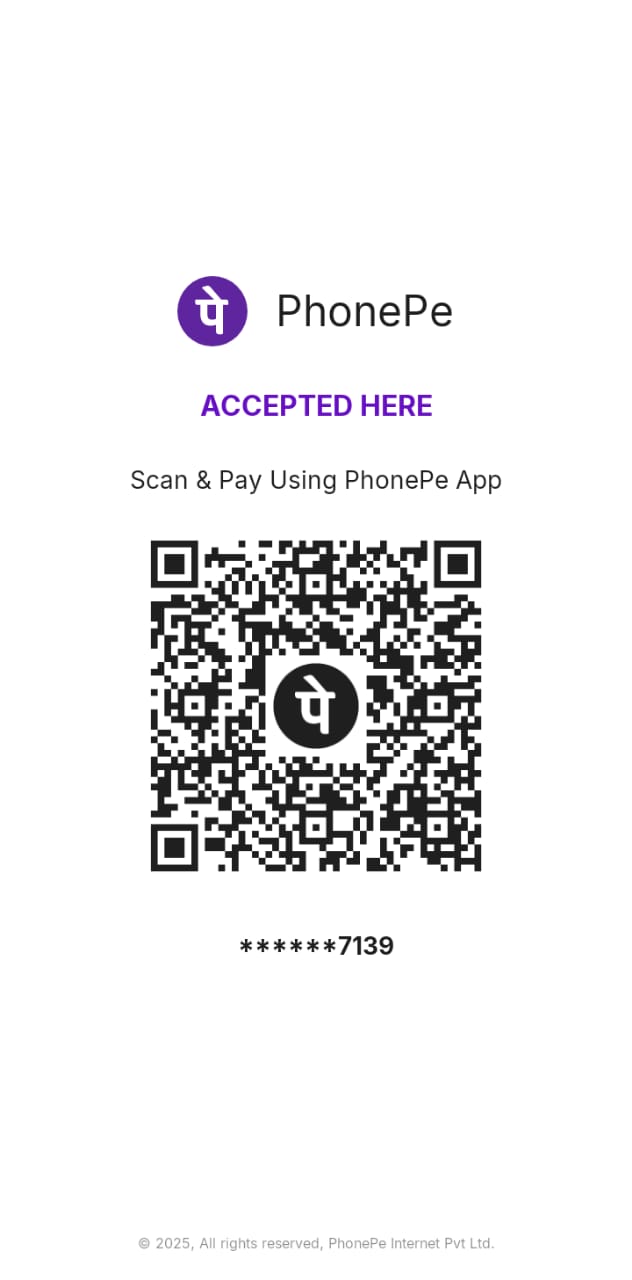 पे PhonePe
ACCEPTED HERE
Scan & Pay Using PhonePe App
पे
******7139
© 2025, All rights reserved, PhonePe Internet Pvt Ltd.